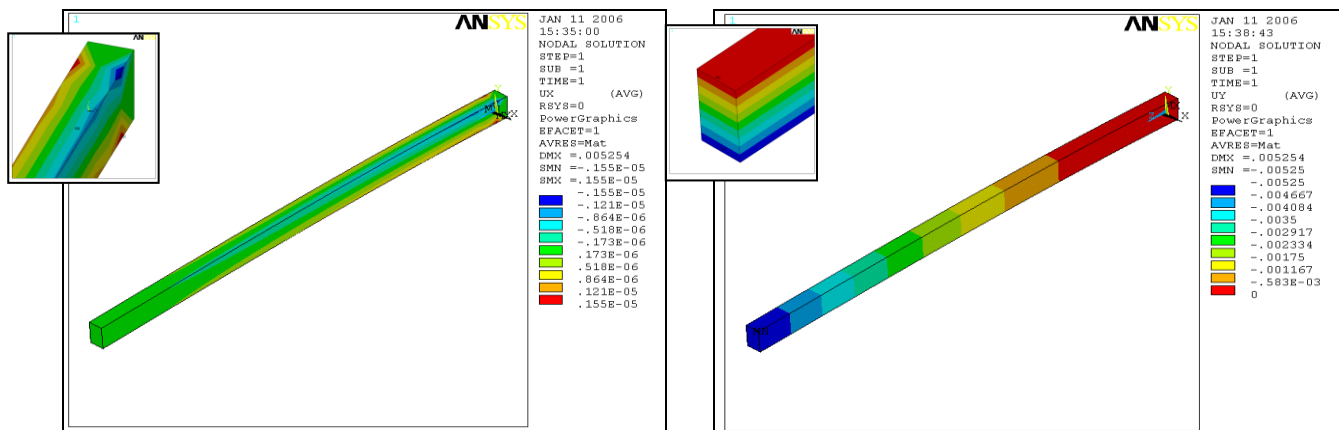 1
ANSYS
JAN 11 2006
15:35:00
NODAL SOLUTION
STEP=1
SUB =1
TIME=1
UX (AVG)
RSYS=0
PowerGraphics
EFACET=1
AVRES=Mat
DMX =.005254
SMN =-.155E-05
SMX =.155E-05
-.155E-05
-.121E-05
-.864E-06
-.518E-06
-.173E-06
.173E-06
.518E-06
.864E-06
.121E-05
.155E-05
AN
Y
X
1
ANSYS
JAN 11 2006
15:38:43
NODAL SOLUTION
STEP=1
SUB =1
TIME=1
UY (AVG)
RSYS=0
PowerGraphics
EFACET=1
AVRES=Mat
DMX =.005254
SMN =-.00525
-.00525
-.004667
-.004084
-.0035
-.002917
-.002334
-.00175
-.001167
-.583E-03
0
AN
Y
Z
X